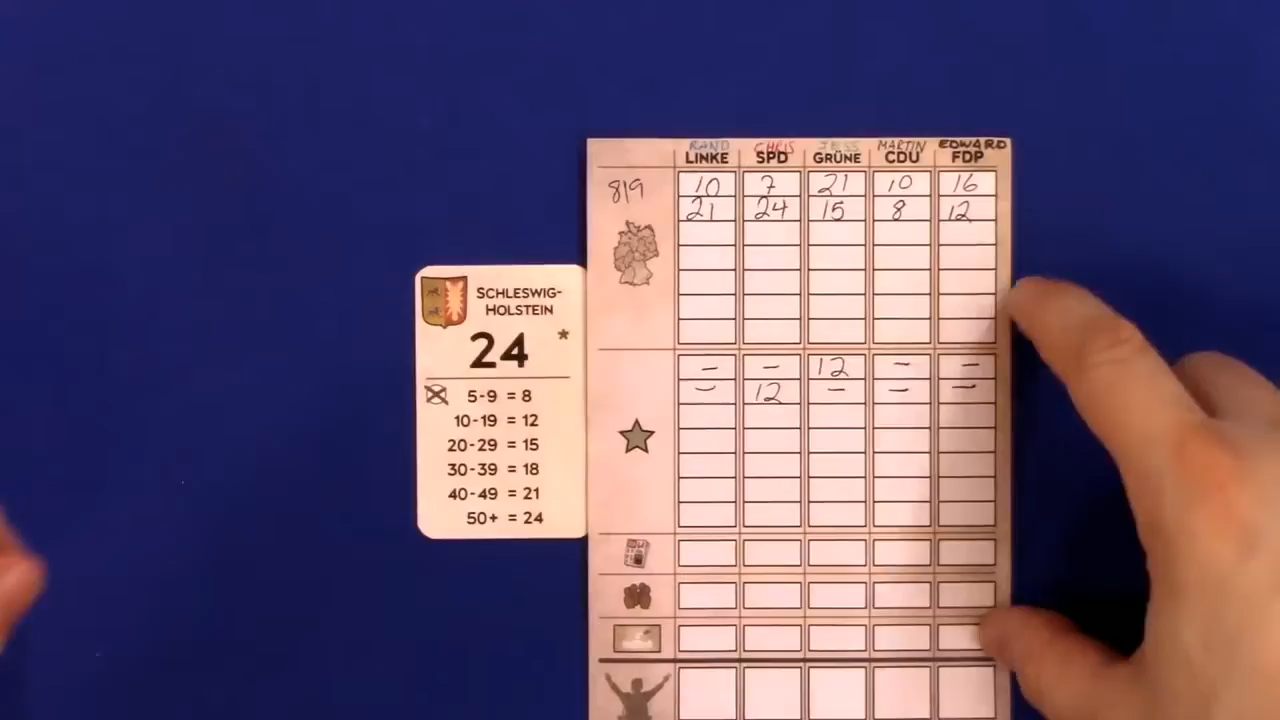 SCHLESWIG-
HOLSTEIN
24 *
5-9 = 8
10-19 = 12
20-29 = 15
30-39 = 18
40-49 = 21
50+ = 24
RAND CHRIS JESS MARTIN EDWARD
LINKE SPD GRÜNE CDU FDP
819 10 7 21 10 16
21 24 15 8 12
- - 12 - -
- 12 - - -